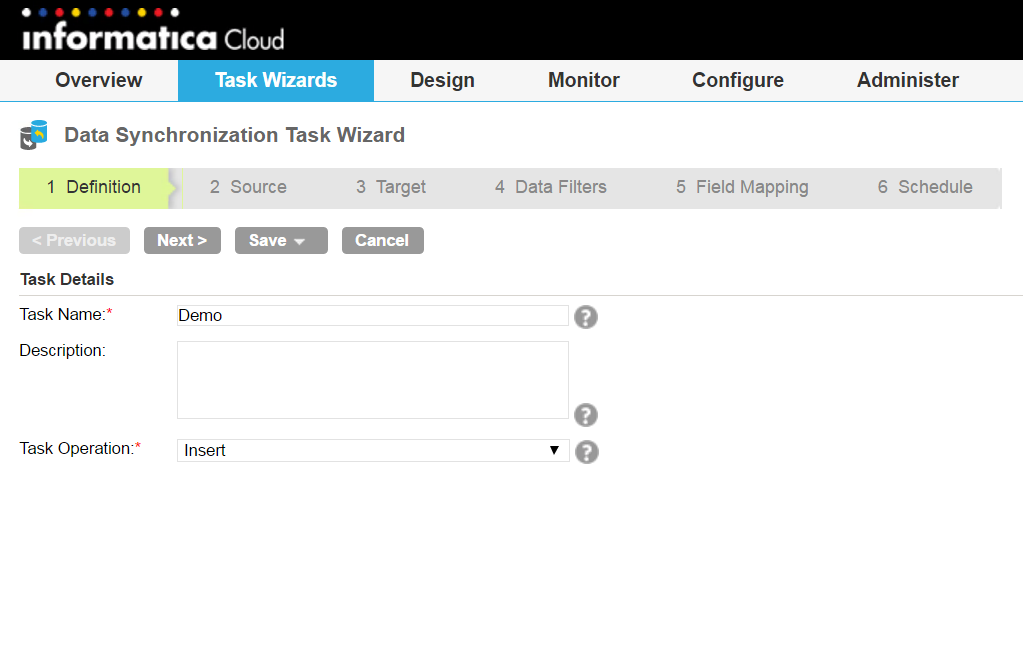 informatica Cloud
Overview Task Wizards Design Monitor Configure Administer
Data Synchronization Task Wizard
1 Definition 2 Source 3 Target 4 Data Filters 5 Field Mapping 6 Schedule
< Previous Next > Save Cancel
Task Details
Task Name:* Demo ?
Description: ?
Task Operation:* Insert ?